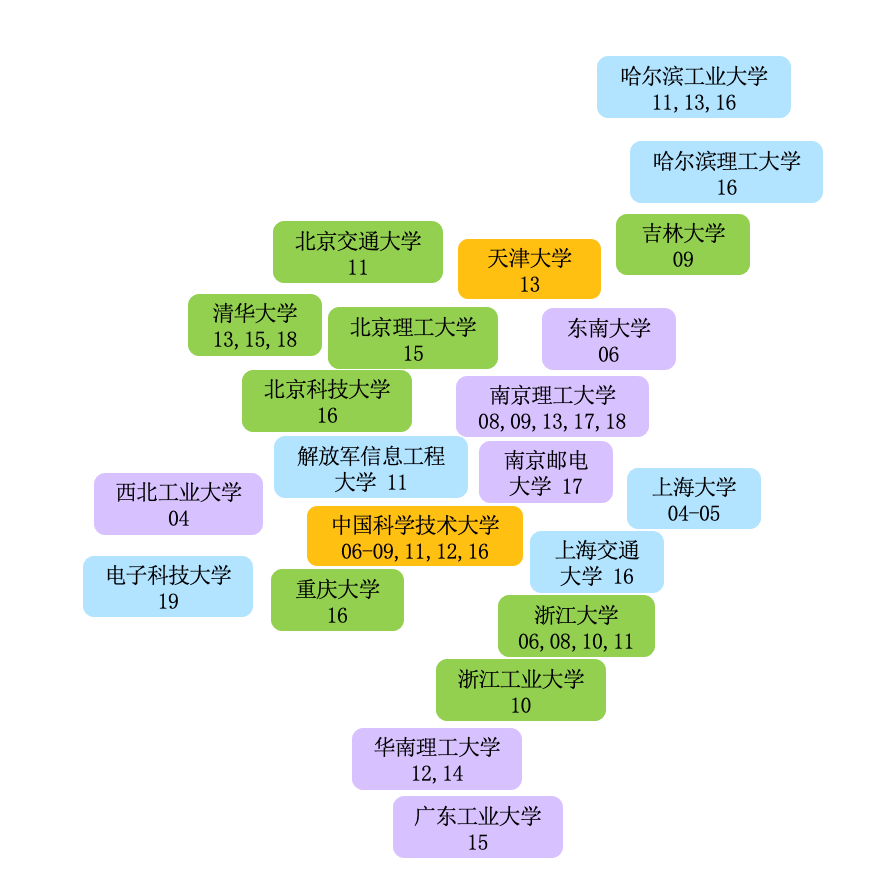 哈尔滨工业大学
11,13,16
哈尔滨理工大学
16
吉林大学
09
北京交通大学
11
天津大学
13
清华大学
13,15,18
北京理工大学
15
东南大学
06
北京科技大学
16
南京理工大学
08,09,13,17,18
解放军信息工程
大学 11
南京邮电
大学 17
西北工业大学
04
上海大学
04-05
中国科学技术大学
06-09,11,12,16
上海交通
大学 16
电子科技大学
19
重庆大学
16
浙江大学
06,08,10,11
浙江工业大学
10
华南理工大学
12,14
广东工业大学
15